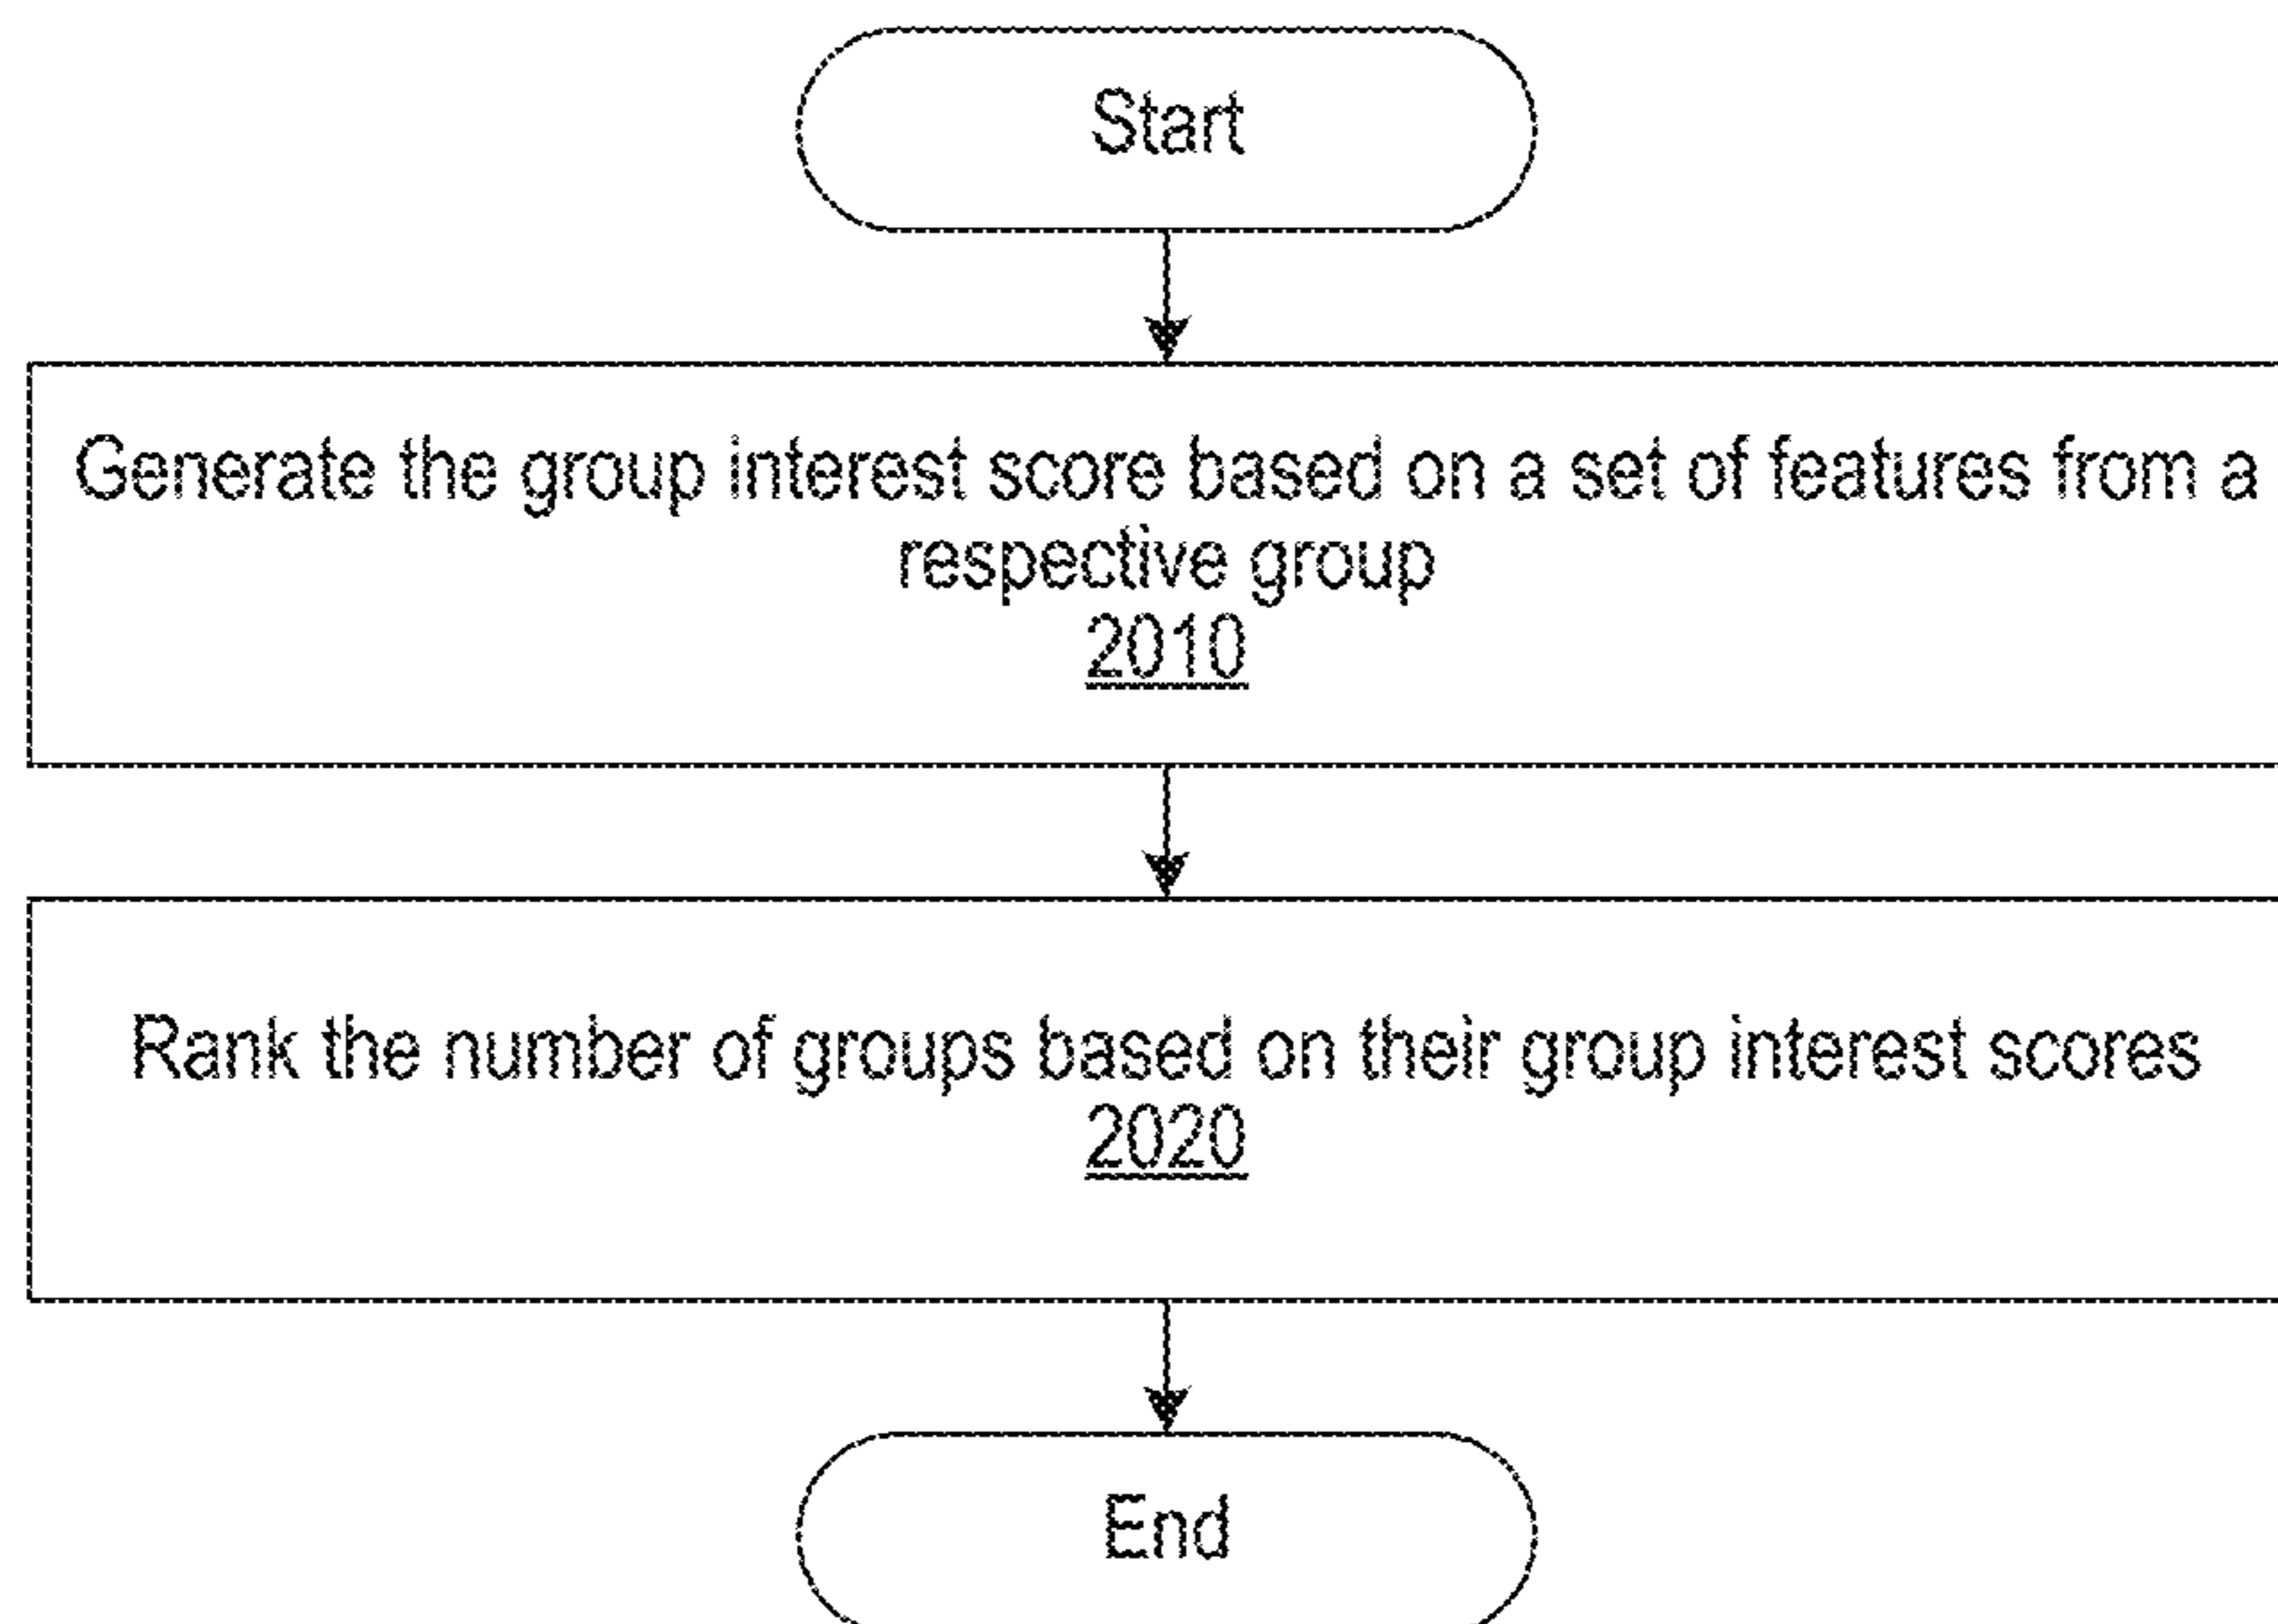 Start
Generate the group interest score based on a set of features from a
respective group
2010
Rank the number of groups based on their group interest scores
2020
End